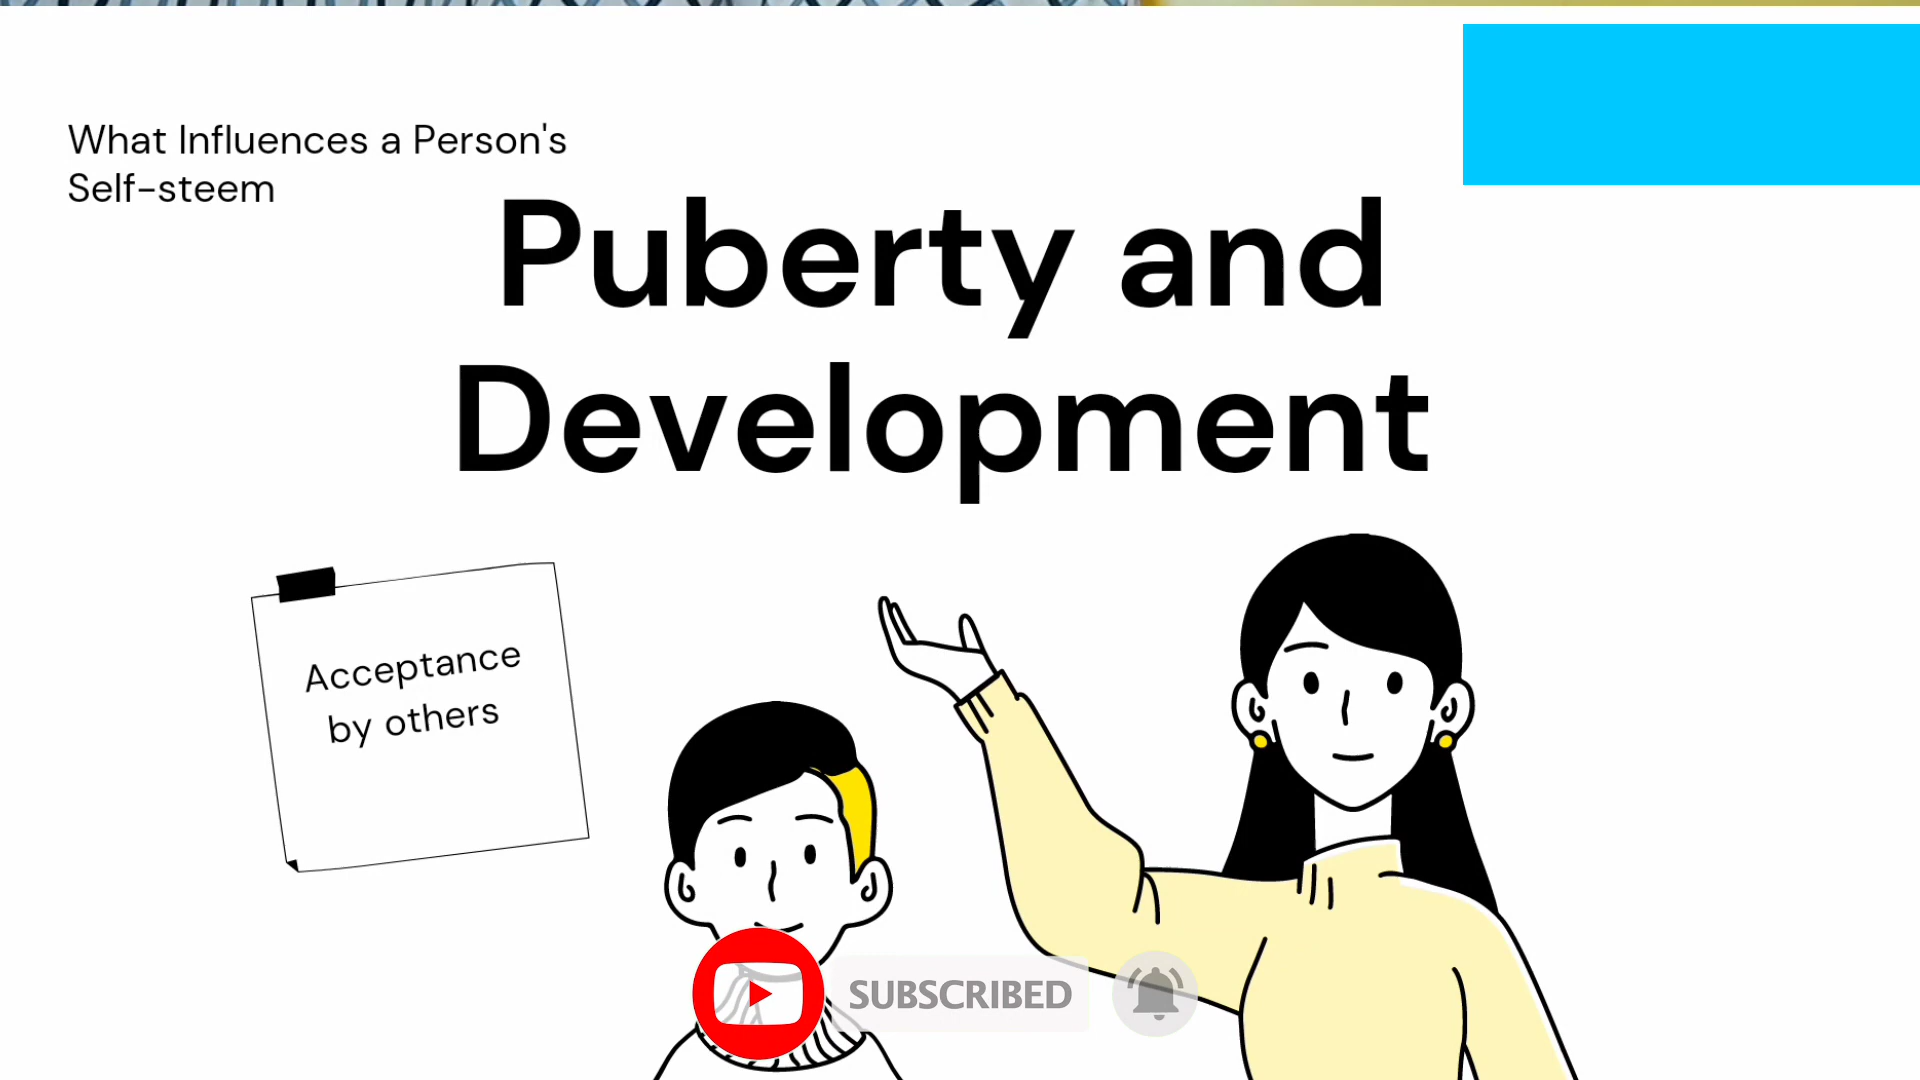 What Influences a Person's
Self-steem
Puberty and
Development
Acceptance
by others
SUBSCRIBED